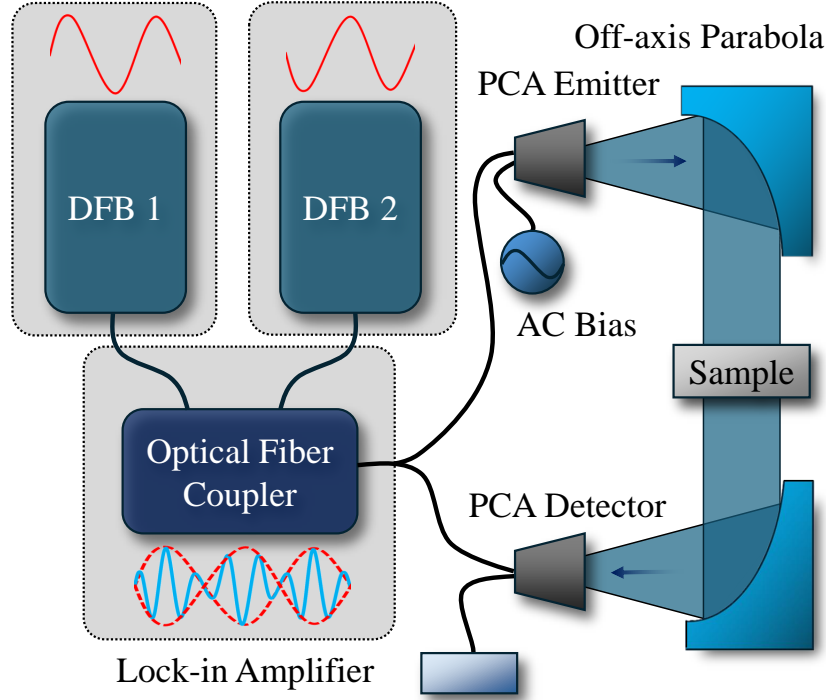 Off-axis Parabola
PCA Emitter
DFB 1
DFB 2
AC Bias
Sample
Optical Fiber
Coupler
PCA Detector
Lock-in Amplifier